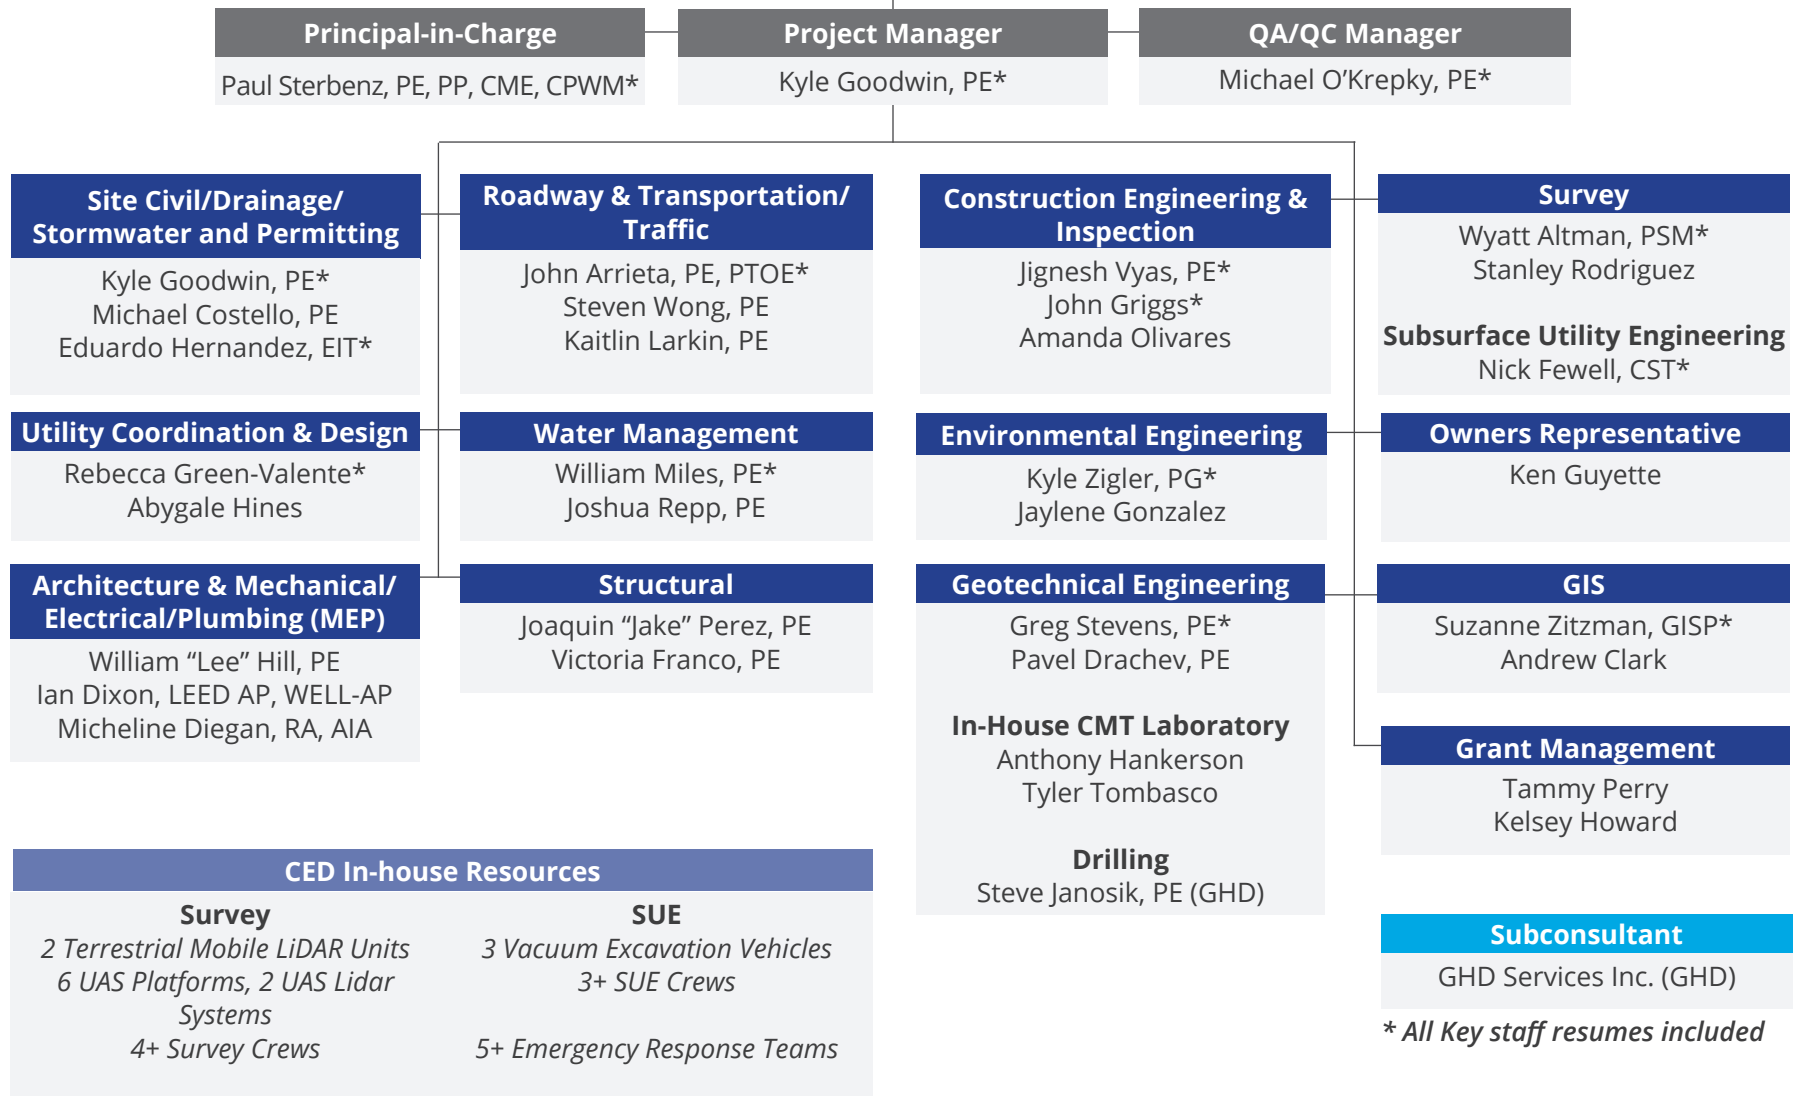 Principal-in-Charge
Paul Sterbenz, PE, PP, CME, CPWM*
Project Manager
Kyle Goodwin, PE*
QA/QC Manager
Michael O’Krepky, PE*
Site Civil/Drainage/
Stormwater and Permitting
Kyle Goodwin, PE*
Michael Costello, PE
Eduardo Hernandez, EIT*
Roadway & Transportation/
Traffic
John Arrieta, PE, PTOE*
Steven Wong, PE
Kaitlin Larkin, PE
Construction Engineering &
Inspection
Jignesh Vyas, PE*
John Griggs*
Amanda Olivares
Survey
Wyatt Altman, PSM*
Stanley Rodriguez
Subsurface Utility Engineering
Nick Fewell, CST*
Utility Coordination & Design
Rebecca Green-Valente*
Abygale Hines
Water Management
William Miles, PE*
Joshua Repp, PE
Environmental Engineering
Kyle Zigler, PG*
Jaylene Gonzalez
Owners Representative
Ken Guyette
Architecture & Mechanical/
Electrical/Plumbing (MEP)
William “Lee” Hill, PE
Ian Dixon, LEED AP, WELL-AP
Micheline Diegan, RA, AIA
Structural
Joaquin “Jake” Perez, PE
Victoria Franco, PE
Geotechnical Engineering
Greg Stevens, PE*
Pavel Drachev, PE
In-House CMT Laboratory
Anthony Hankerson
Tyler Tombasco
Drilling
Steve Janosik, PE (GHD)
GIS
Suzanne Zitzman, GISP*
Andrew Clark
Grant Management
Tammy Perry
Kelsey Howard
CED In-house Resources
Survey
2 Terrestrial Mobile LiDAR Units
6 UAS Platforms, 2 UAS Lidar
Systems
4+ Survey Crews
SUE
3 Vacuum Excavation Vehicles
3+ SUE Crews
5+ Emergency Response Teams
Subconsultant
GHD Services Inc. (GHD)
* All Key staff resumes included